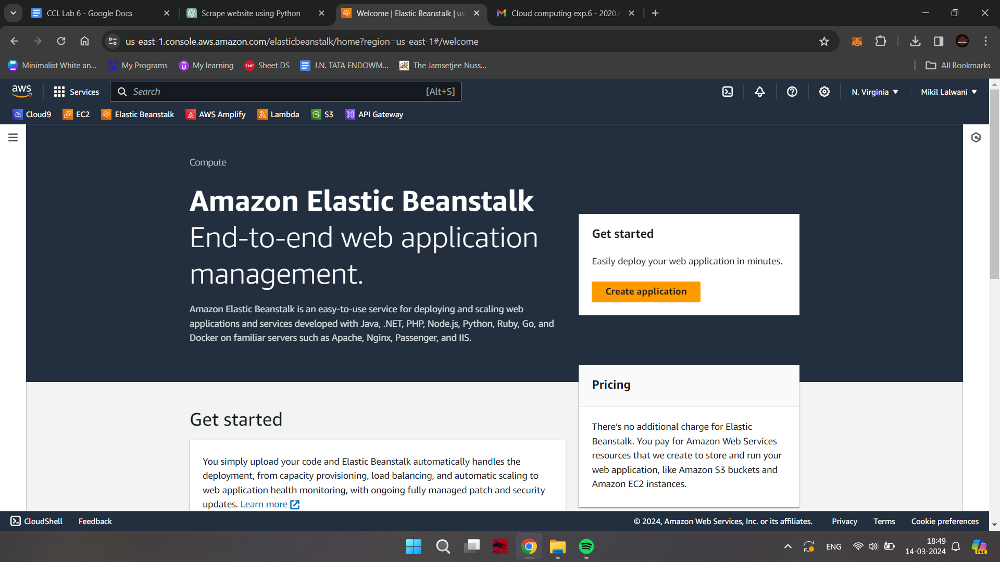 CCL Lab 6 - Google Docs
Scrape website using Python
Welcome | Elastic Beanstalk | us
Cloud computing exp.6 - 2020.
us-east-1.console.aws.amazon.com/elasticbeanstalk/home?region=us-east-1#/welcome
Minimalist White an...
My Programs
My learning
TUF
Sheet DS
J.N. TATA ENDOWM...
The Jamsetjee Nuss...
All Bookmarks
aws
Services
Search
[Alt+S]
N. Virginia
Mikil Lalwani
Cloud9
EC2
Elastic Beanstalk
AWS Amplify
Lambda
S3
API Gateway
Compute
Amazon Elastic Beanstalk
End-to-end web application
management.
Amazon Elastic Beanstalk is an easy-to-use service for deploying and scaling web
applications and services developed with Java, .NET, PHP, Node.js, Python, Ruby, Go, and
Docker on familiar servers such as Apache, Nginx, Passenger, and IIS.
Get started
Easily deploy your web application in minutes.
Create application
Pricing
There's no additional charge for Elastic
Beanstalk. You pay for Amazon Web Services
resources that we create to store and run your
web application, like Amazon S3 buckets and
Amazon EC2 instances.
Get started
You simply upload your code and Elastic Beanstalk automatically handles the
deployment, from capacity provisioning, load balancing, and automatic scaling to
web application health monitoring, with ongoing fully managed patch and security
updates. Learn more
CloudShell
Feedback
© 2024, Amazon Web Services, Inc. or its affiliates.
Privacy
Terms
Cookie preferences
ENG
18:49
14-03-2024
PRE